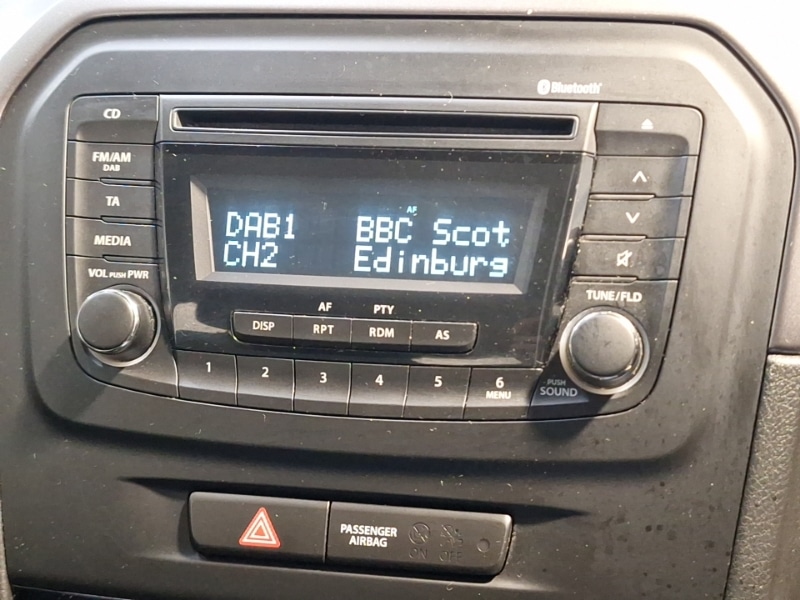 Bluetooth
CD
FM/AM
DAB
TA
MEDIA
VOL PUSH PWR
AF
DAB1 BBC Scot
CH2 Edinburg
TUNE/FLD
AF PTY
DISP RPT RDM AS
1 2 3 4 5 6
MENU
PUSH
SOUND
PASSENGER
AIRBAG
ON OFF